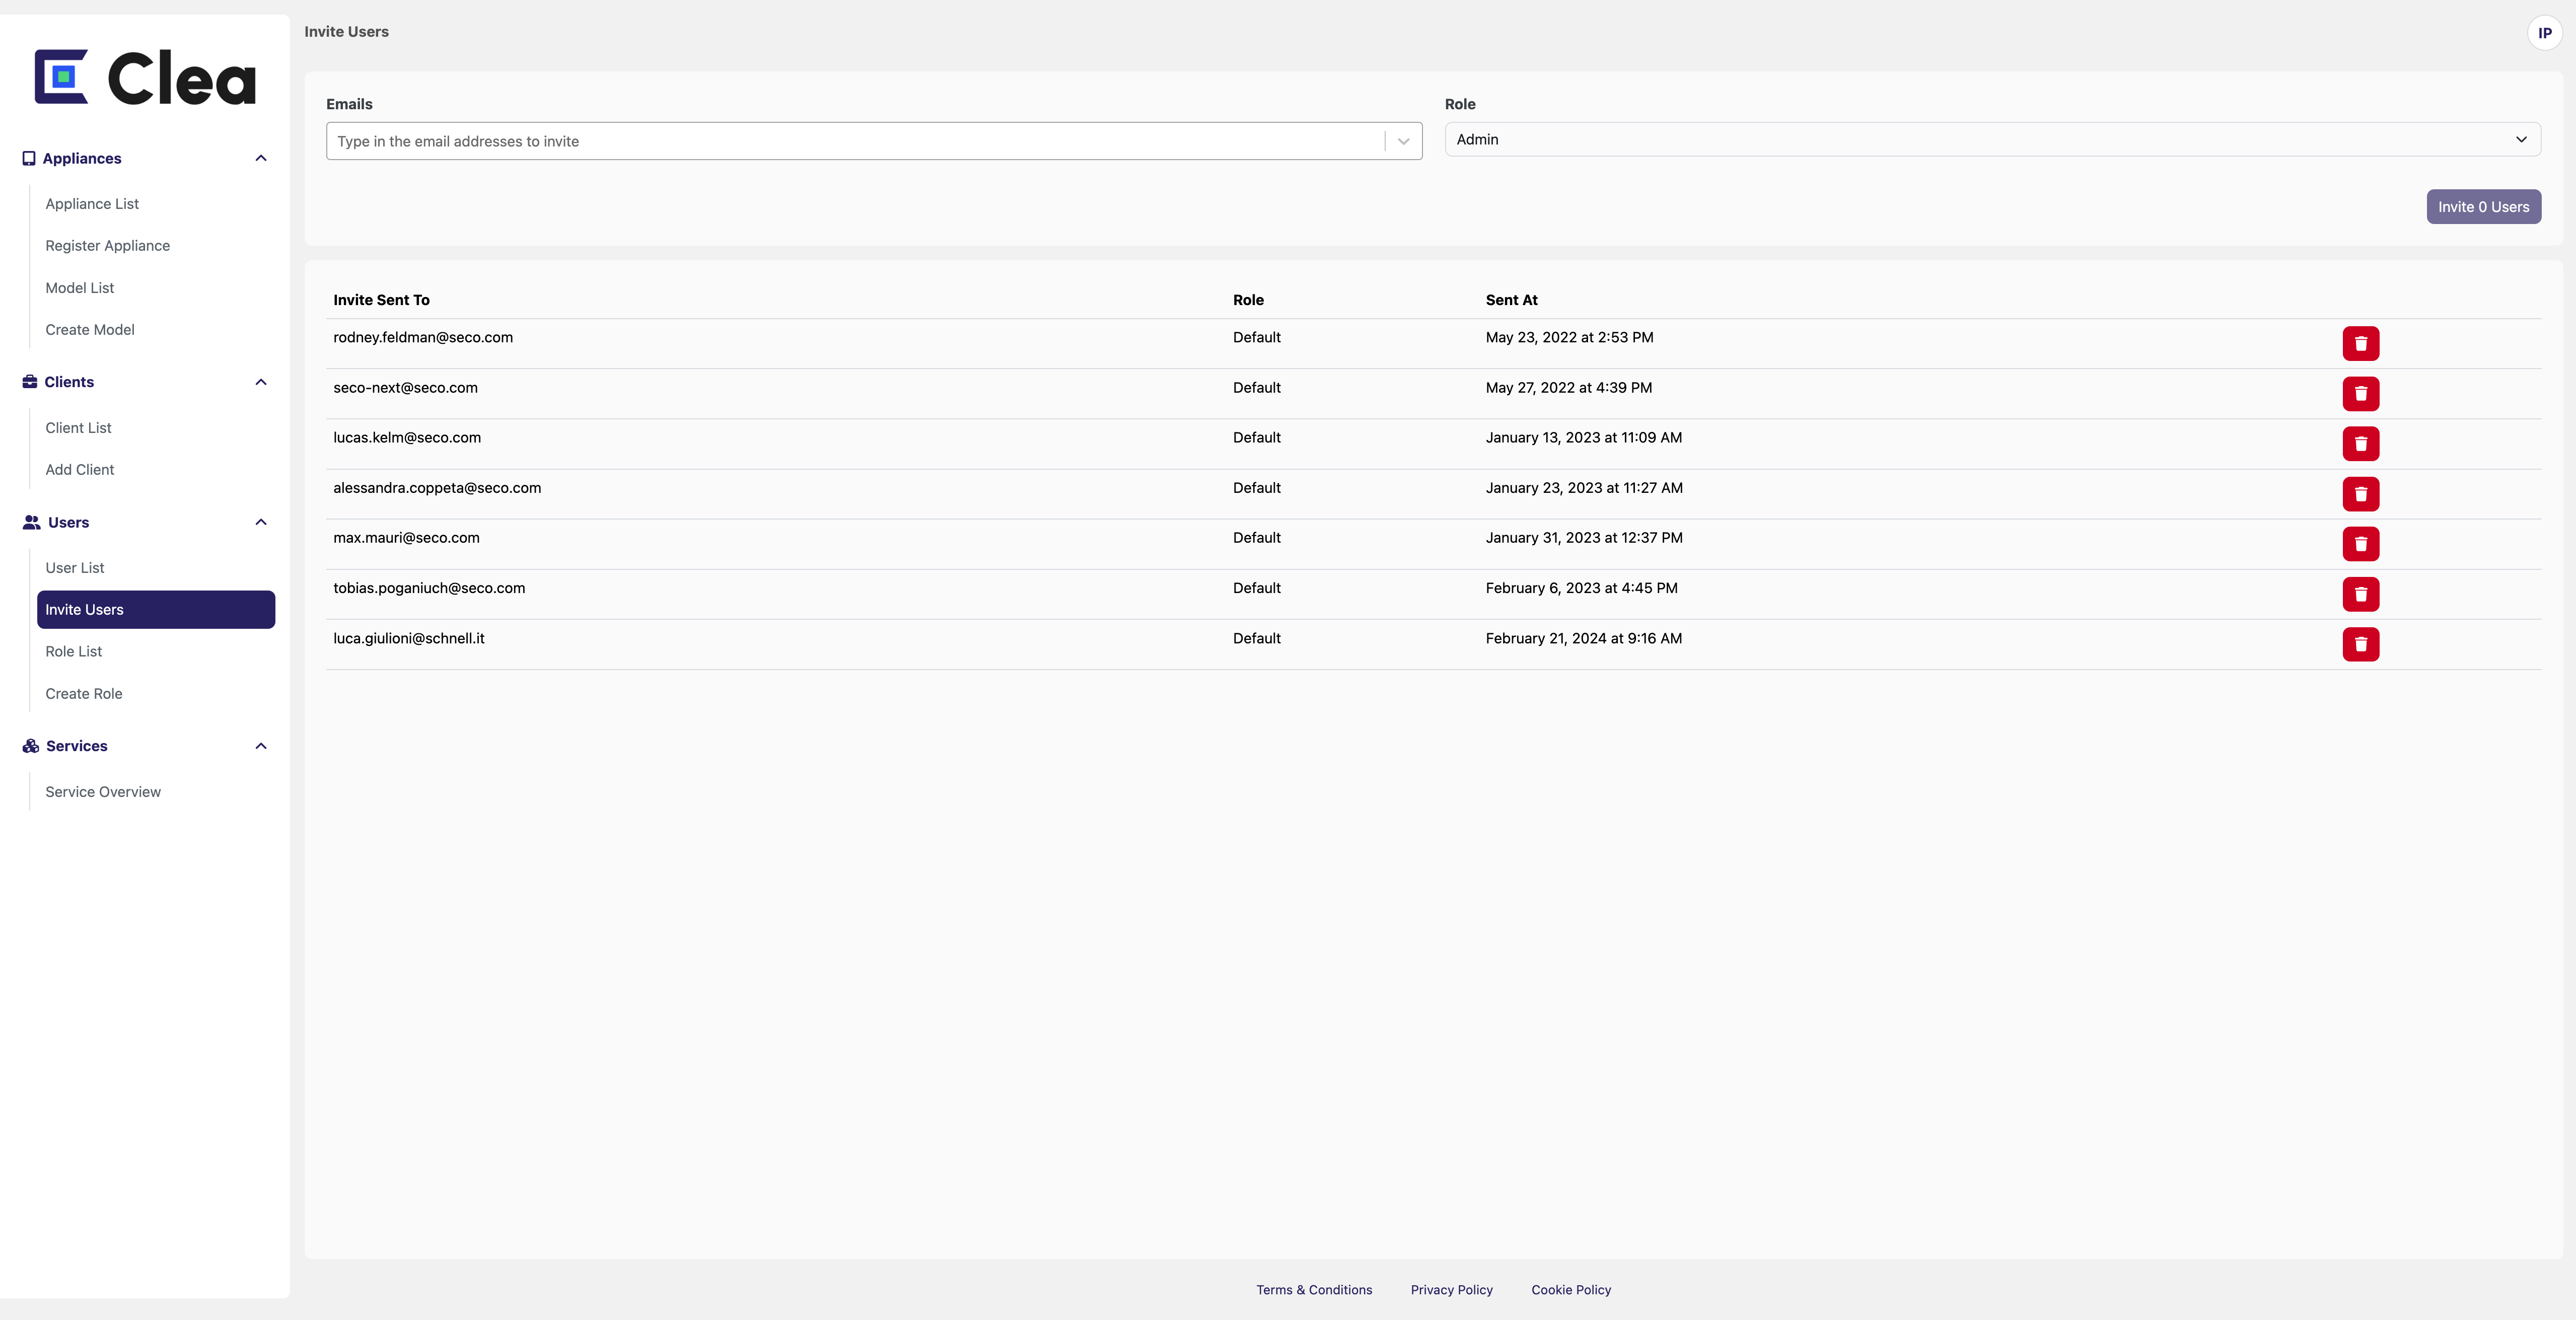 Clea
Appliances
Appliance List
Register Appliance
Model List
Create Model
Clients
Client List
Add Client
Users
User List
Invite Users
Role List
Create Role
Services
Service Overview
Invite Users
IP
Emails
Type in the email addresses to invite
Role
Admin
Invite 0 Users
Invite Sent To Role Sent At
rodney.feldman@seco.com Default May 23, 2022 at 2:53 PM
seco-next@seco.com Default May 27, 2022 at 4:39 PM
lucas.kelm@seco.com Default January 13, 2023 at 11:09 AM
alessandra.coppeta@seco.com Default January 23, 2023 at 11:27 AM
max.mauri@seco.com Default January 31, 2023 at 12:37 PM
tobias.poganiuch@seco.com Default February 6, 2023 at 4:45 PM
luca.giulioni@schnell.it Default February 21, 2024 at 9:16 AM
Terms & Conditions Privacy Policy Cookie Policy